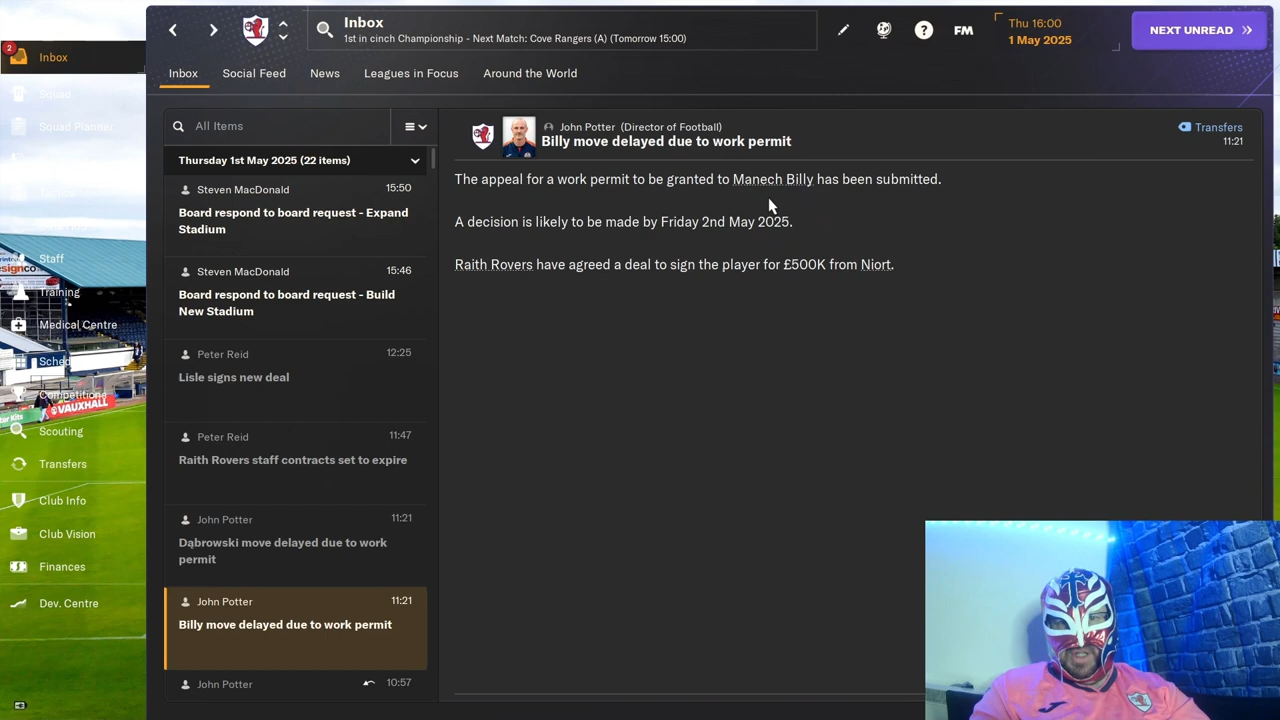 2
Inbox
Squad
Squad Planner
Staff
Training
Medical Centre
Sched
Competitions
Scouting
Transfers
Club Info
Club Vision
Finances
Dev. Centre
VAUXHALL
Inbox
1st in cinch Championship - Next Match: Cove Rangers (A) (Tomorrow 15:00)
?
FM
Thu 16:00
1 May 2025
NEXT UNREAD
Inbox
Social Feed
News
Leagues in Focus
Around the World
All Items
Thursday 1st May 2025 (22 items)
Steven MacDonald
15:50
Board respond to board request - Expand
Stadium
Steven MacDonald
15:46
Board respond to board request - Build
New Stadium
Peter Reid
12:25
Lisle signs new deal
Peter Reid
11:47
Raith Rovers staff contracts set to expire
John Potter
11:21
Dąbrowski move delayed due to work
permit
John Potter
11:21
Billy move delayed due to work permit
John Potter
10:57
John Potter (Director of Football)
Billy move delayed due to work permit
Transfers
11:21
The appeal for a work permit to be granted to Manech Billy has been submitted.
A decision is likely to be made by Friday 2nd May 2025.
Raith Rovers have agreed a deal to sign the player for £500K from Niort.